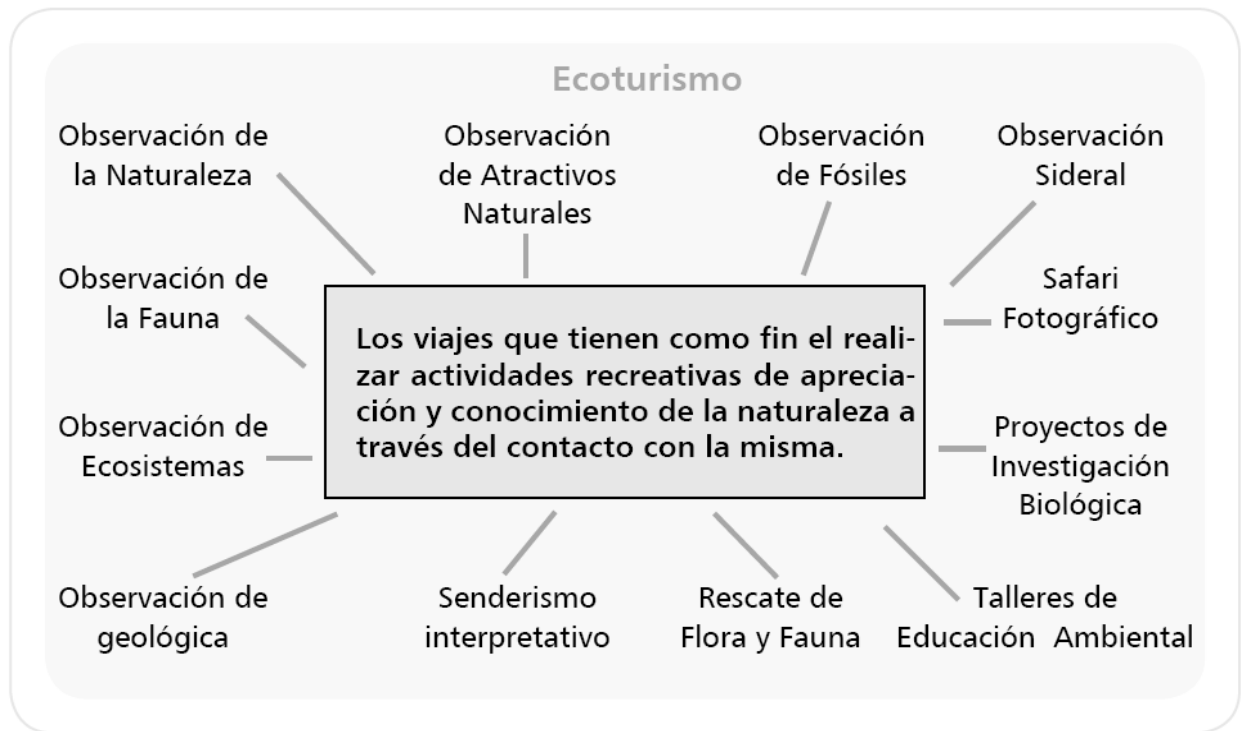 Ecoturismo
Observación de
la Naturaleza
Observación
de Atractivos
Naturales
Observación
de Fósiles
Observación
Sideral
Observación de
la Fauna
Safari
Fotográfico
Los viajes que tienen como fin el reali-
zar actividades recreativas de aprecia-
ción y conocimiento de la naturaleza a
través del contacto con la misma.
Observación de
Ecosistemas
Proyectos de
Investigación
Biológica
Observación de
geológica
Senderismo
interpretativo
Rescate de
Flora y Fauna
Talleres de
Educación Ambiental